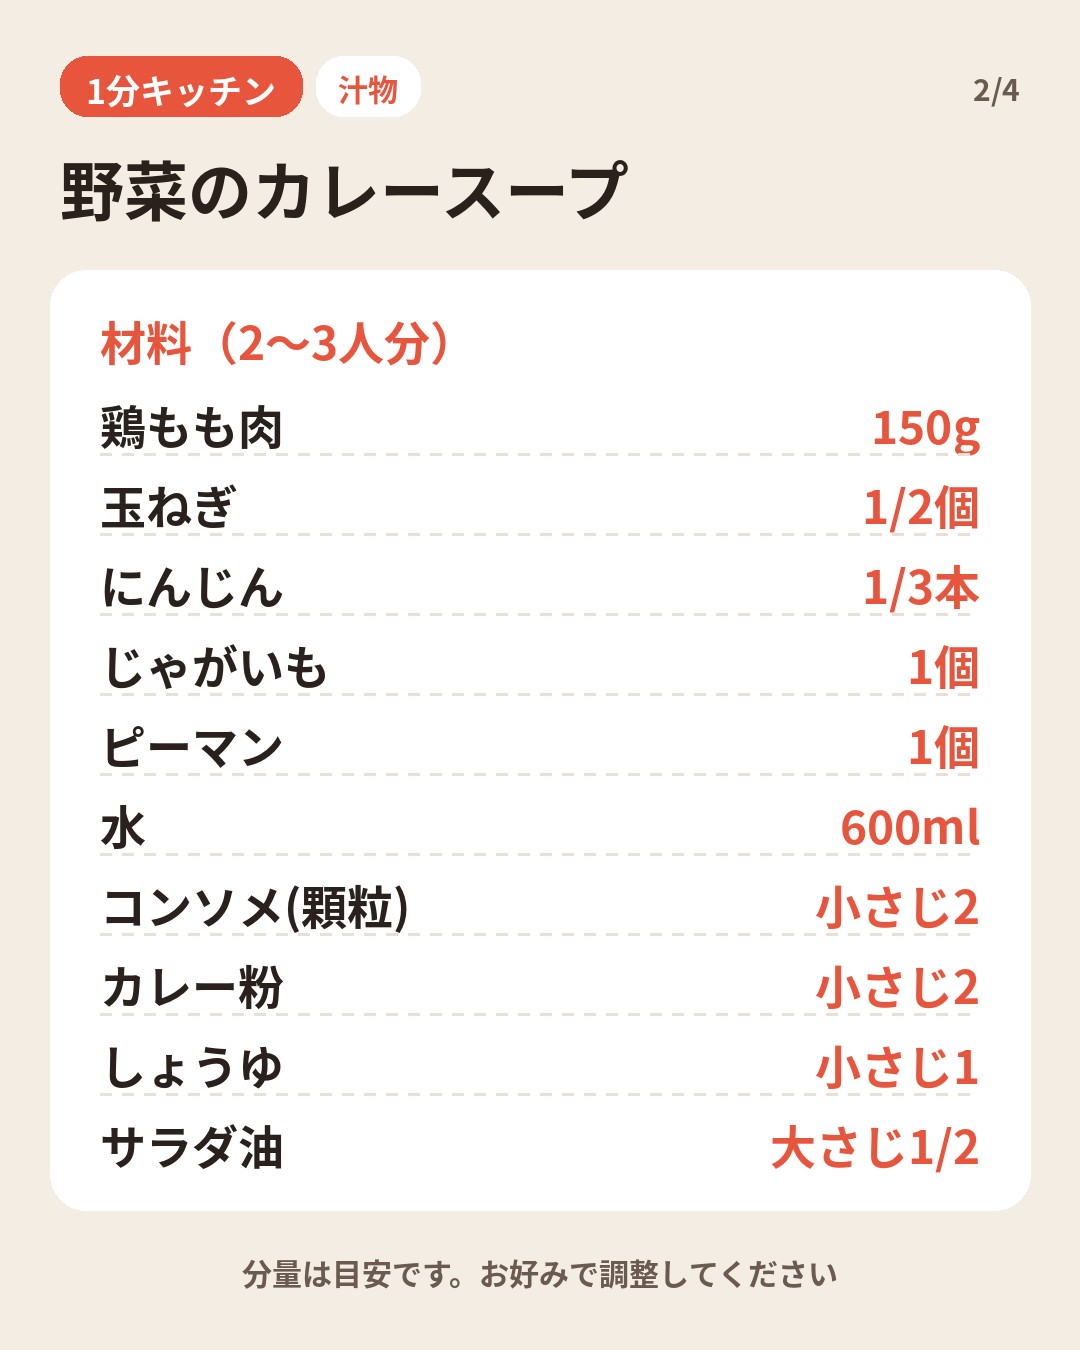 1分キッチン 汁物 2/4
野菜のカレースープ
材料（2〜3人分）
鶏もも肉 150g
玉ねぎ 1/2個
にんじん 1/3本
じゃがいも 1個
ピーマン 1個
水 600ml
コンソメ(顆粒) 小さじ2
カレー粉 小さじ2
しょうゆ 小さじ1
サラダ油 大さじ1/2
分量は目安です。お好みで調整してください